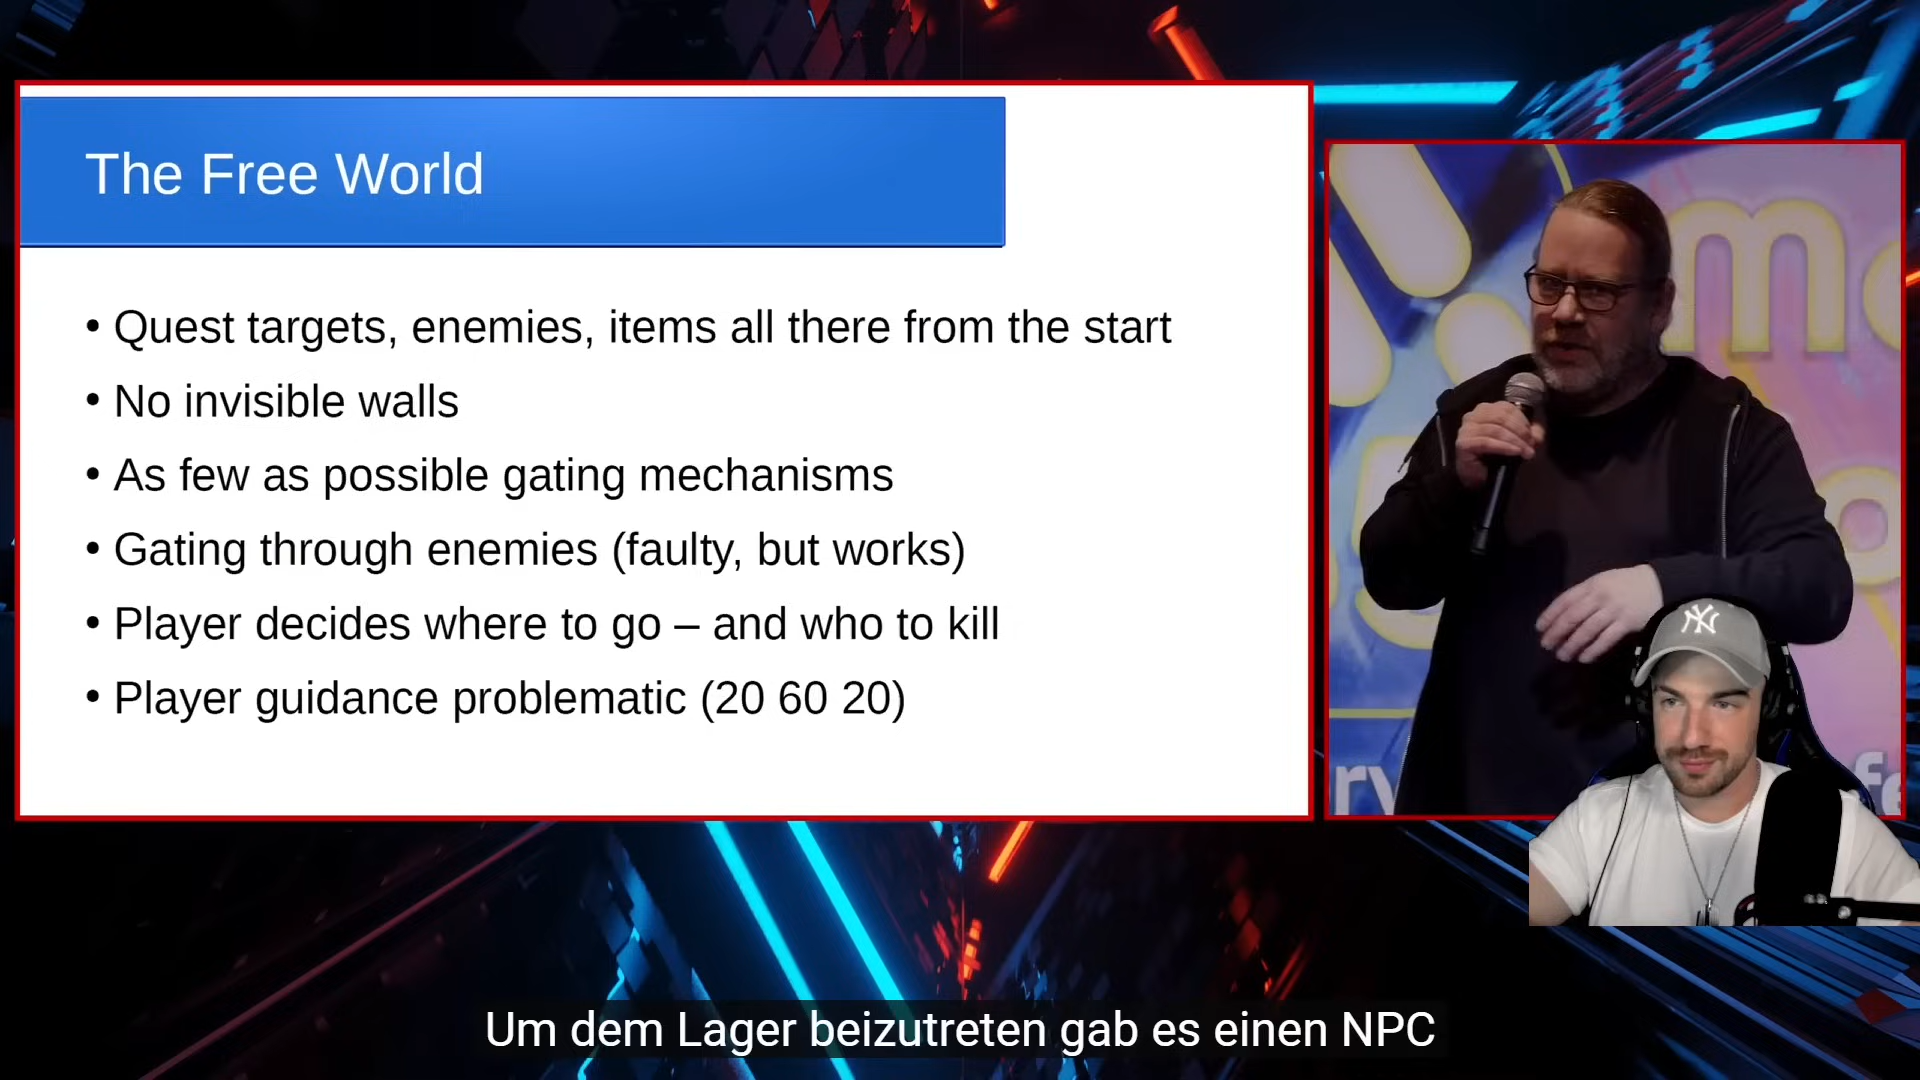 The Free World
• Quest targets, enemies, items all there from the start
• No invisible walls
• As few as possible gating mechanisms
• Gating through enemies (faulty, but works)
• Player decides where to go – and who to kill
• Player guidance problematic (20 60 20)
NY
Um dem Lager beizutreten gab es einen NPC